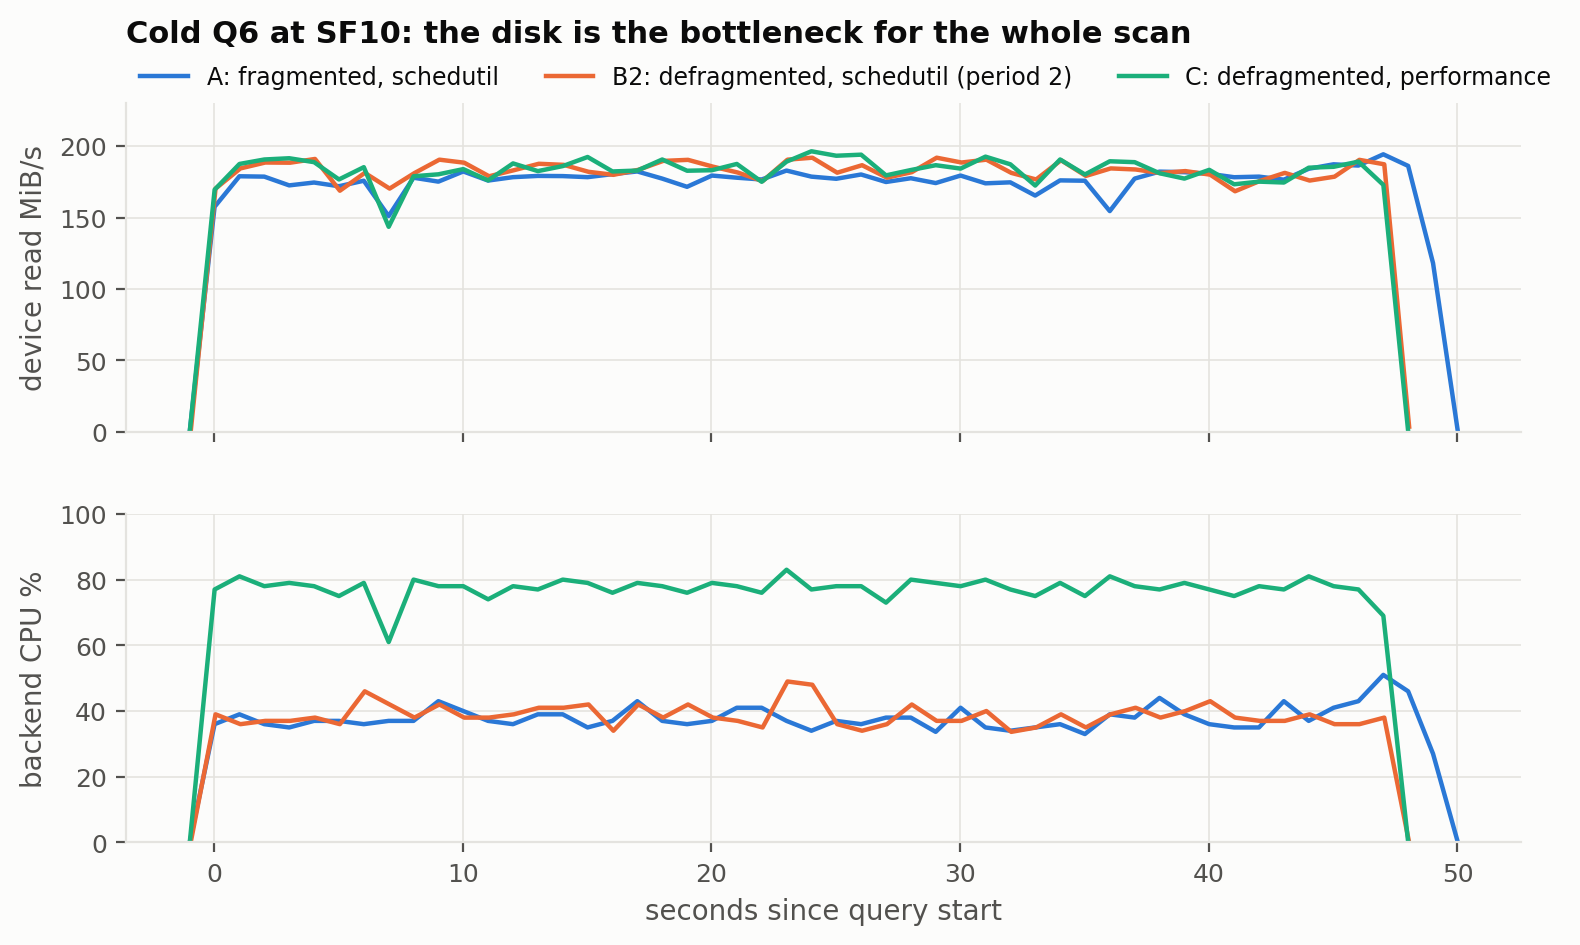 Cold Q6 at SF10: the disk is the bottleneck for the whole scan
A: fragmented, schedutil
B2: defragmented, schedutil (period 2)
C: defragmented, performance
device read MiB/s
200
150
100
50
0
backend CPU %
100
80
60
40
20
0
0 10 20 30 40 50
seconds since query start